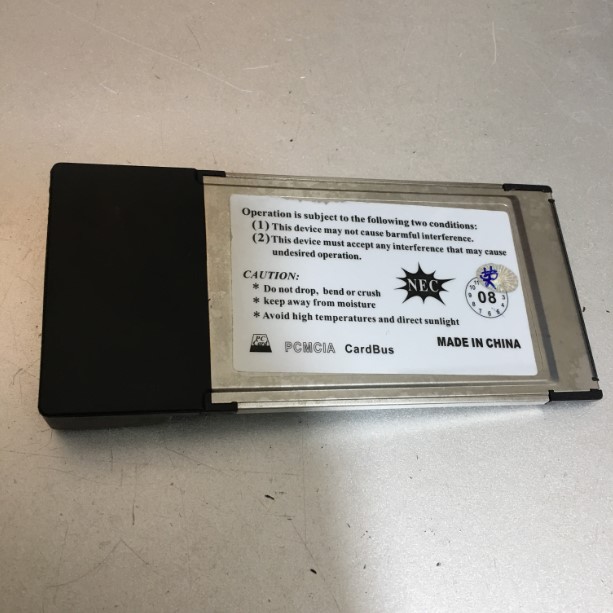 Operation is subject to the following two conditions:
(1) This device may not cause barmful interference.
(2) This device must accept any interference that may cause
undesired operation.
CAUTION:
* Do not drop, bend or crush
* keep away from moisture
* Avoid high temperatures and direct sunlight
NEC
08
PC
Card
PCMCIA CardBus
MADE IN CHINA